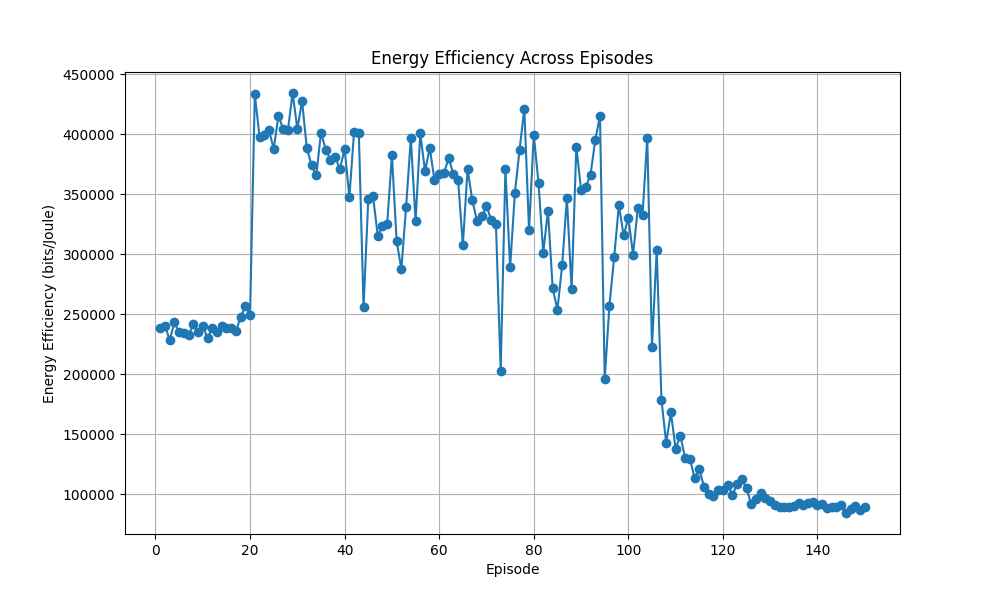 Energy Efficiency Across Episodes
Energy Efficiency (bits/Joule)
450000
400000
350000
300000
250000
200000
150000
100000
0 20 40 60 80 100 120 140
Episode